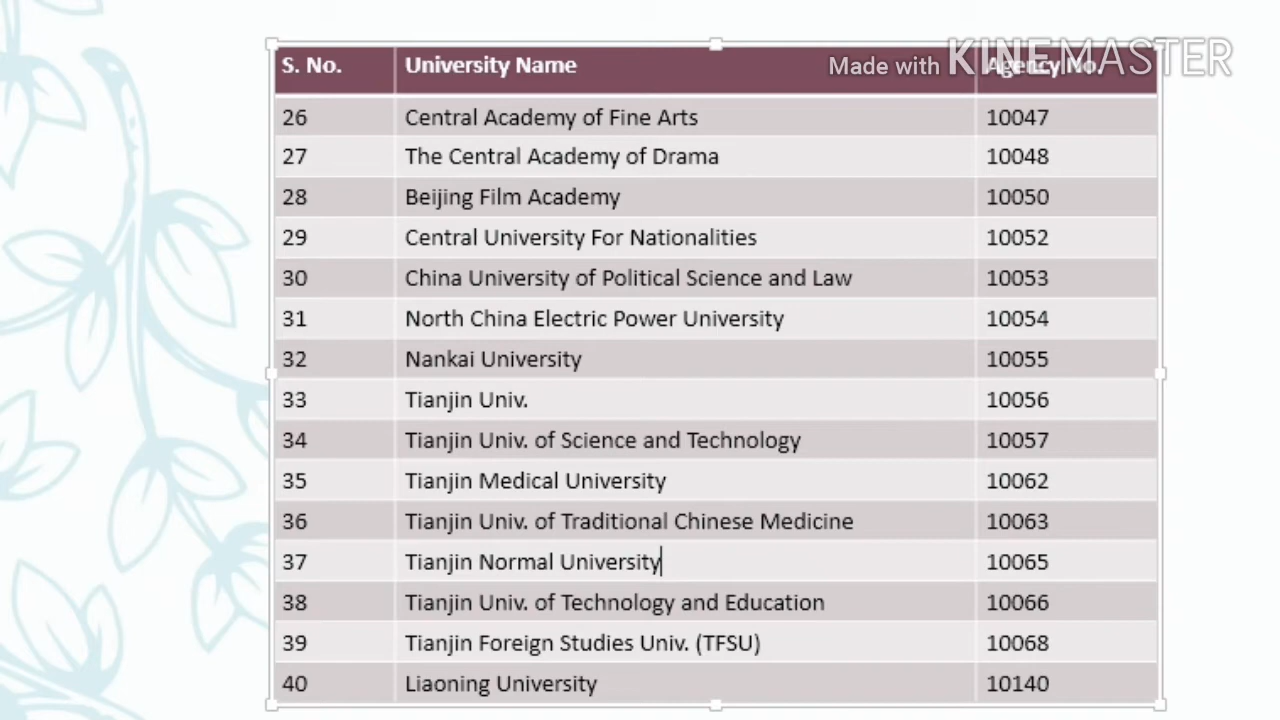 S. No. University Name Agency No.
Made with KINEMASTER
26 Central Academy of Fine Arts 10047
27 The Central Academy of Drama 10048
28 Beijing Film Academy 10050
29 Central University For Nationalities 10052
30 China University of Political Science and Law 10053
31 North China Electric Power University 10054
32 Nankai University 10055
33 Tianjin Univ. 10056
34 Tianjin Univ. of Science and Technology 10057
35 Tianjin Medical University 10062
36 Tianjin Univ. of Traditional Chinese Medicine 10063
37 Tianjin Normal University 10065
38 Tianjin Univ. of Technology and Education 10066
39 Tianjin Foreign Studies Univ. (TFSU) 10068
40 Liaoning University 10140